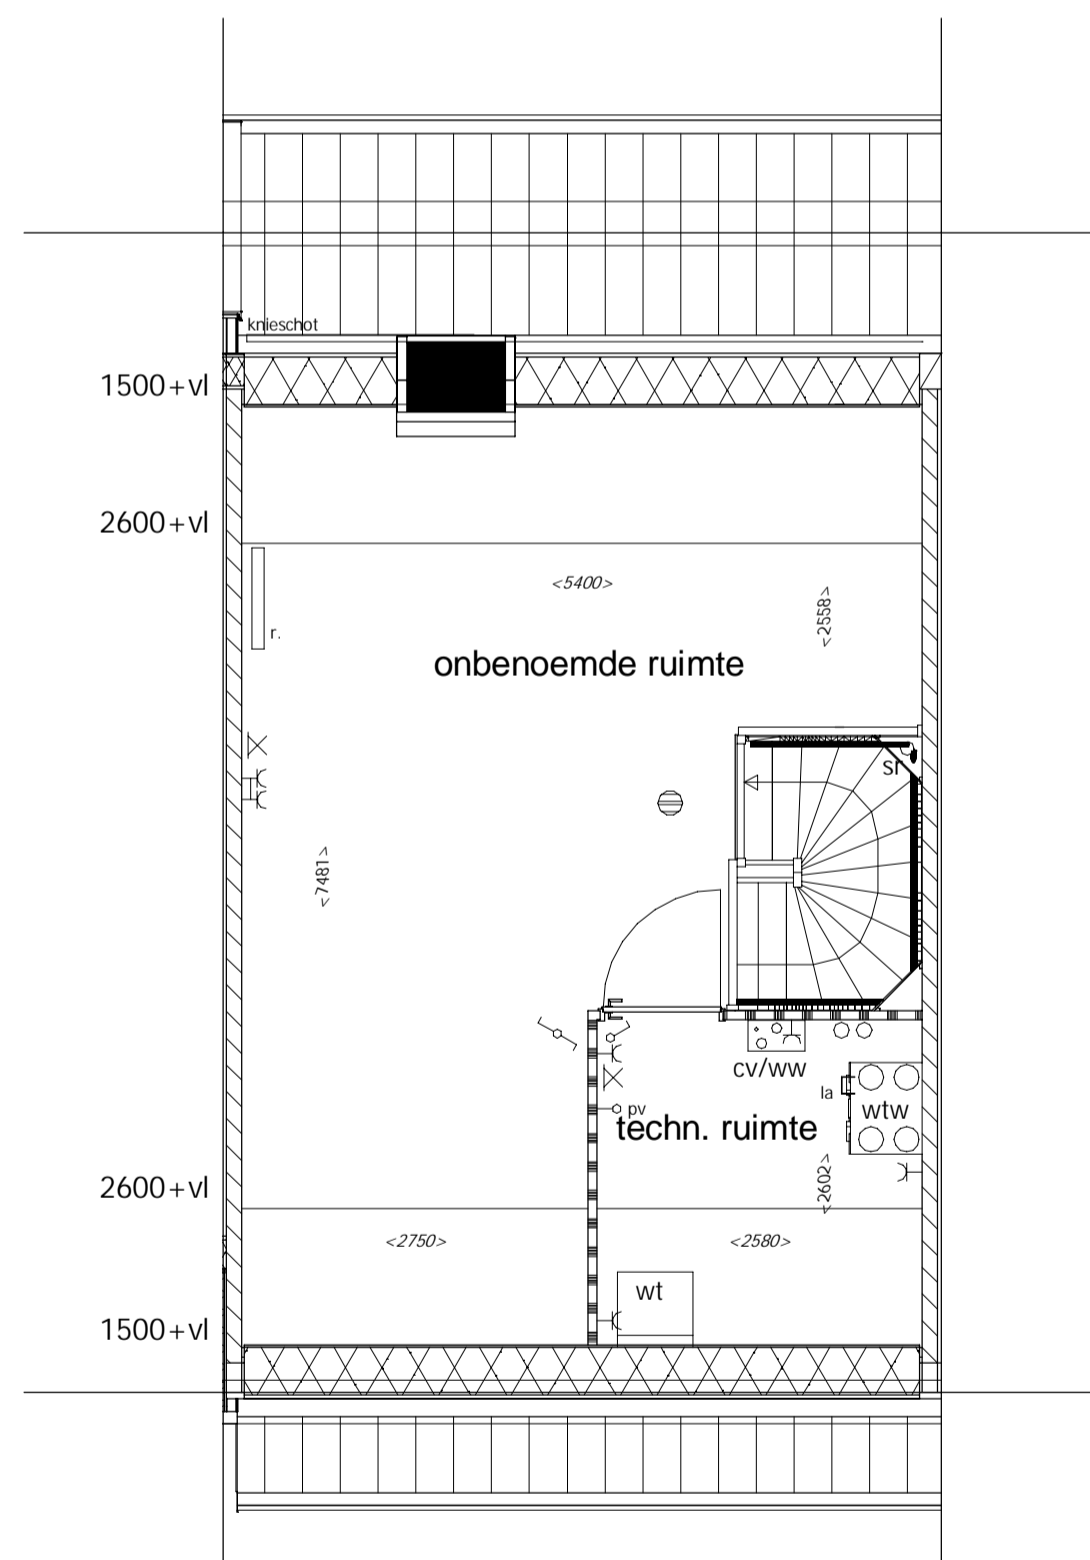 knieschot
1500+vl
2600+vl
<5400>
<2558>
r.
onbenoemde ruimte
sr
<7481>
cv/ww
la
wtw
pv
techn. ruimte
<2602>
2600+vl
<2750>
<2580>
wt
1500+vl